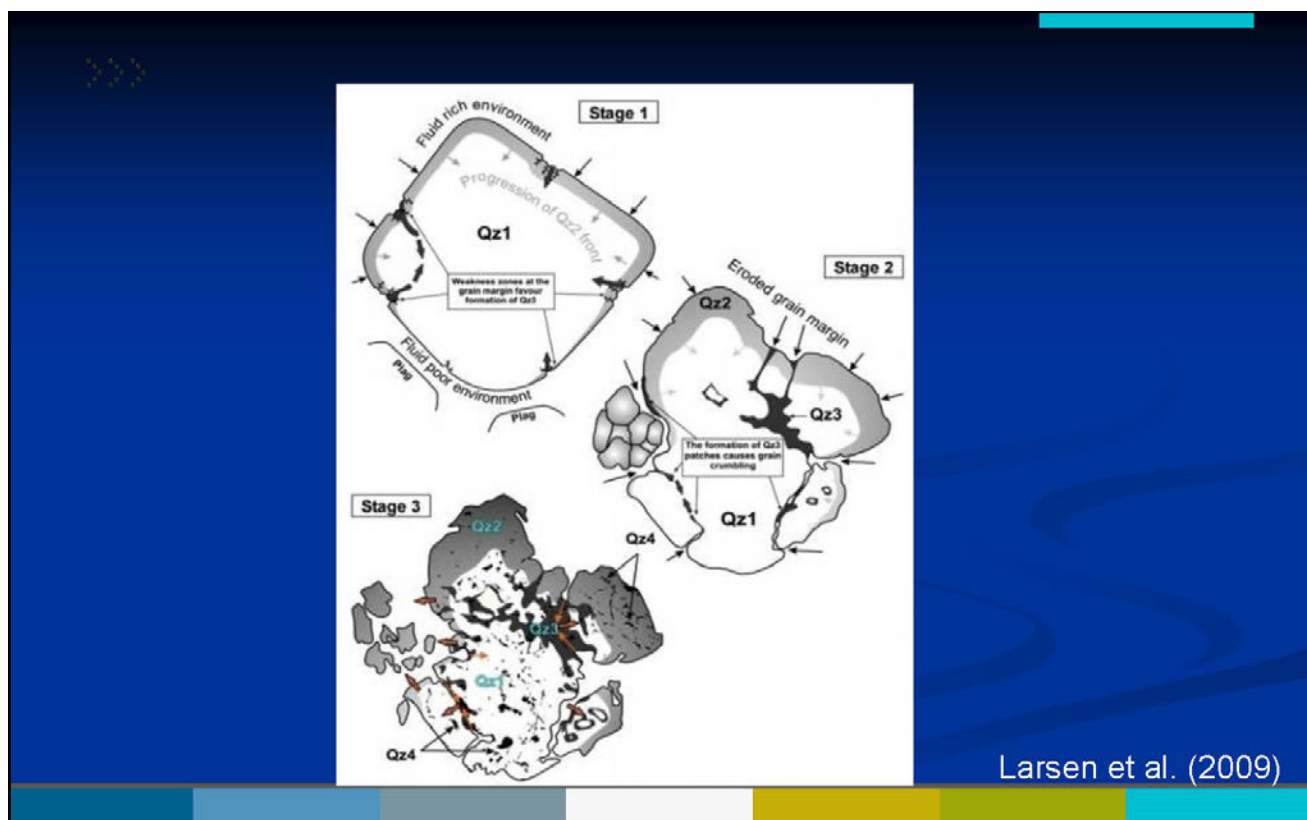 Stage 1
Fluid rich environment
Progression of Qz2 front
Qz1
Weakness zones at the
grain margin favour
formation of Qz3
Fluid poor environment
Plag
Plag
Stage 2
Eroded grain margin
Qz2
Qz3
The formation of Qz3
patches causes grain
crumbling
Qz1
Stage 3
Qz2
Qz4
Qz3
Qz1
Qz4
Larsen et al. (2009)